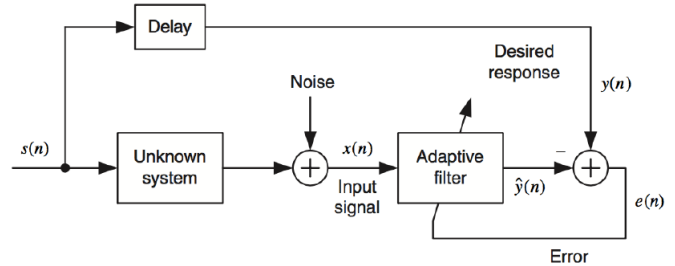 Delay
Desired
response
Noise
y(n)
s(n)
Unknown
system
+
x(n)
Input
signal
Adaptive
filter
−
ŷ(n)
+
e(n)
Error